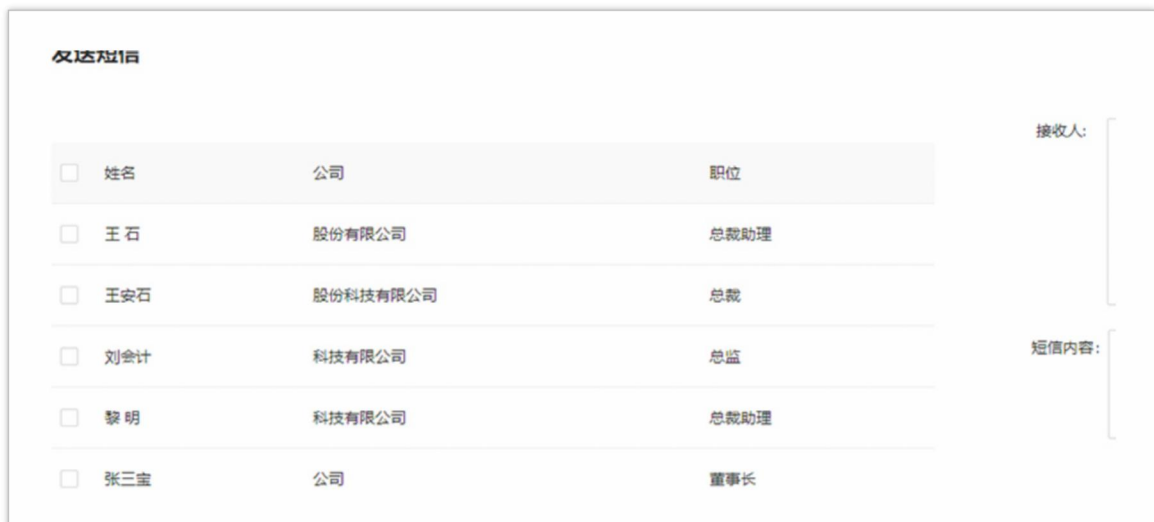 发送短信
接收人:
姓名 公司 职位
王 石 股份有限公司 总裁助理
王安石 股份科技有限公司 总裁
刘会计 科技有限公司 总监
短信内容:
黎 明 科技有限公司 总裁助理
张三宝 公司 董事长